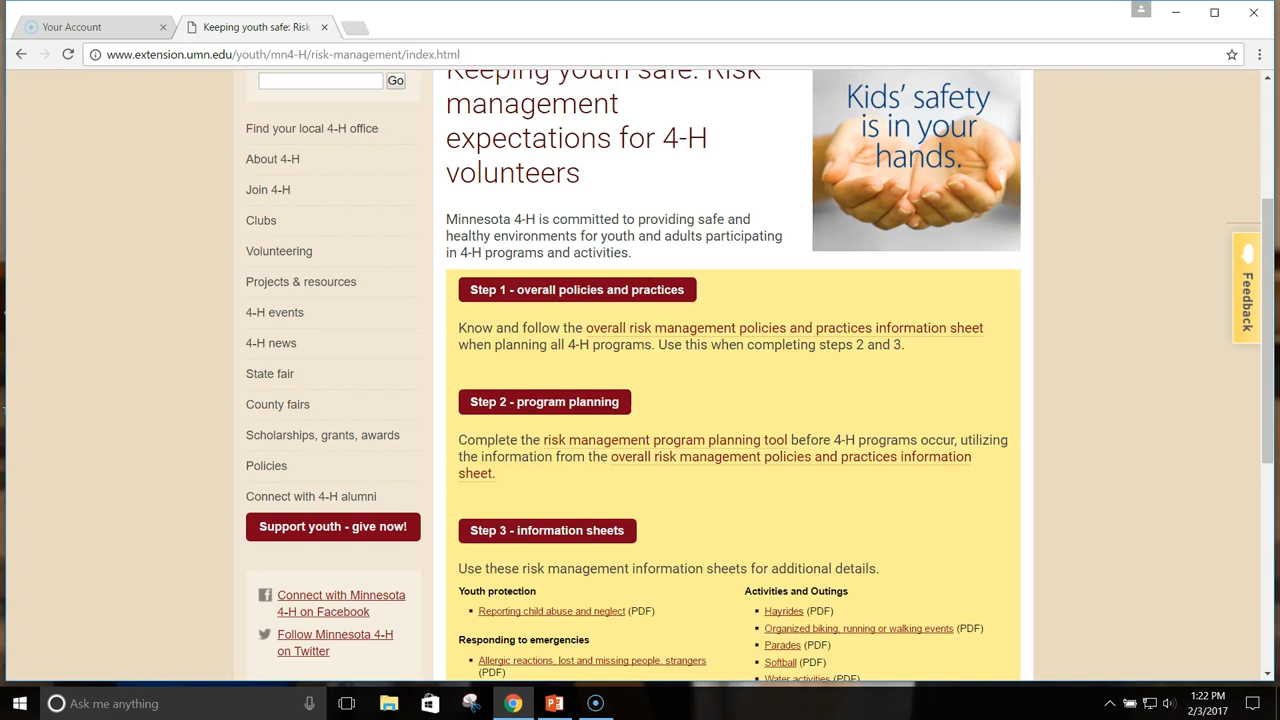 Your Account
Keeping youth safe: Risk
www.extension.umn.edu/youth/mn4-H/risk-management/index.html
Go
Find your local 4-H office
About 4-H
Join 4-H
Clubs
Volunteering
Projects & resources
4-H events
4-H news
State fair
County fairs
Scholarships, grants, awards
Policies
Connect with 4-H alumni
Support youth - give now!
Connect with Minnesota
4-H on Facebook
Follow Minnesota 4-H
on Twitter
Keeping youth safe: Risk
management
expectations for 4-H
volunteers
Kids' safety
is in your
hands.
Minnesota 4-H is committed to providing safe and
healthy environments for youth and adults participating
in 4-H programs and activities.
Step 1 - overall policies and practices
Know and follow the overall risk management policies and practices information sheet
when planning all 4-H programs. Use this when completing steps 2 and 3.
Step 2 - program planning
Complete the risk management program planning tool before 4-H programs occur, utilizing
the information from the overall risk management policies and practices information
sheet.
Step 3 - information sheets
Use these risk management information sheets for additional details.
Youth protection
Reporting child abuse and neglect (PDF)
Responding to emergencies
Allergic reactions, lost and missing people, strangers
(PDF)
Activities and Outings
Hayrides (PDF)
Organized biking, running or walking events (PDF)
Parades (PDF)
Softball (PDF)
Water activities (PDF)
Feedback
Ask me anything
1:22 PM
2/3/2017